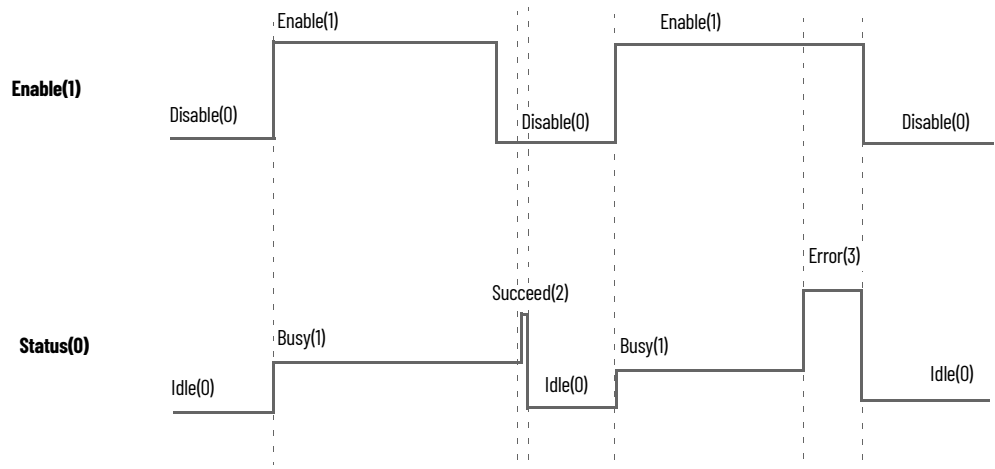 Enable(1)
Enable(1)
Enable(1)
Disable(0)
Disable(0)
Disable(0)
Error(3)
Succeed(2)
Status(0)
Busy(1)
Busy(1)
Idle(0)
Idle(0)
Idle(0)